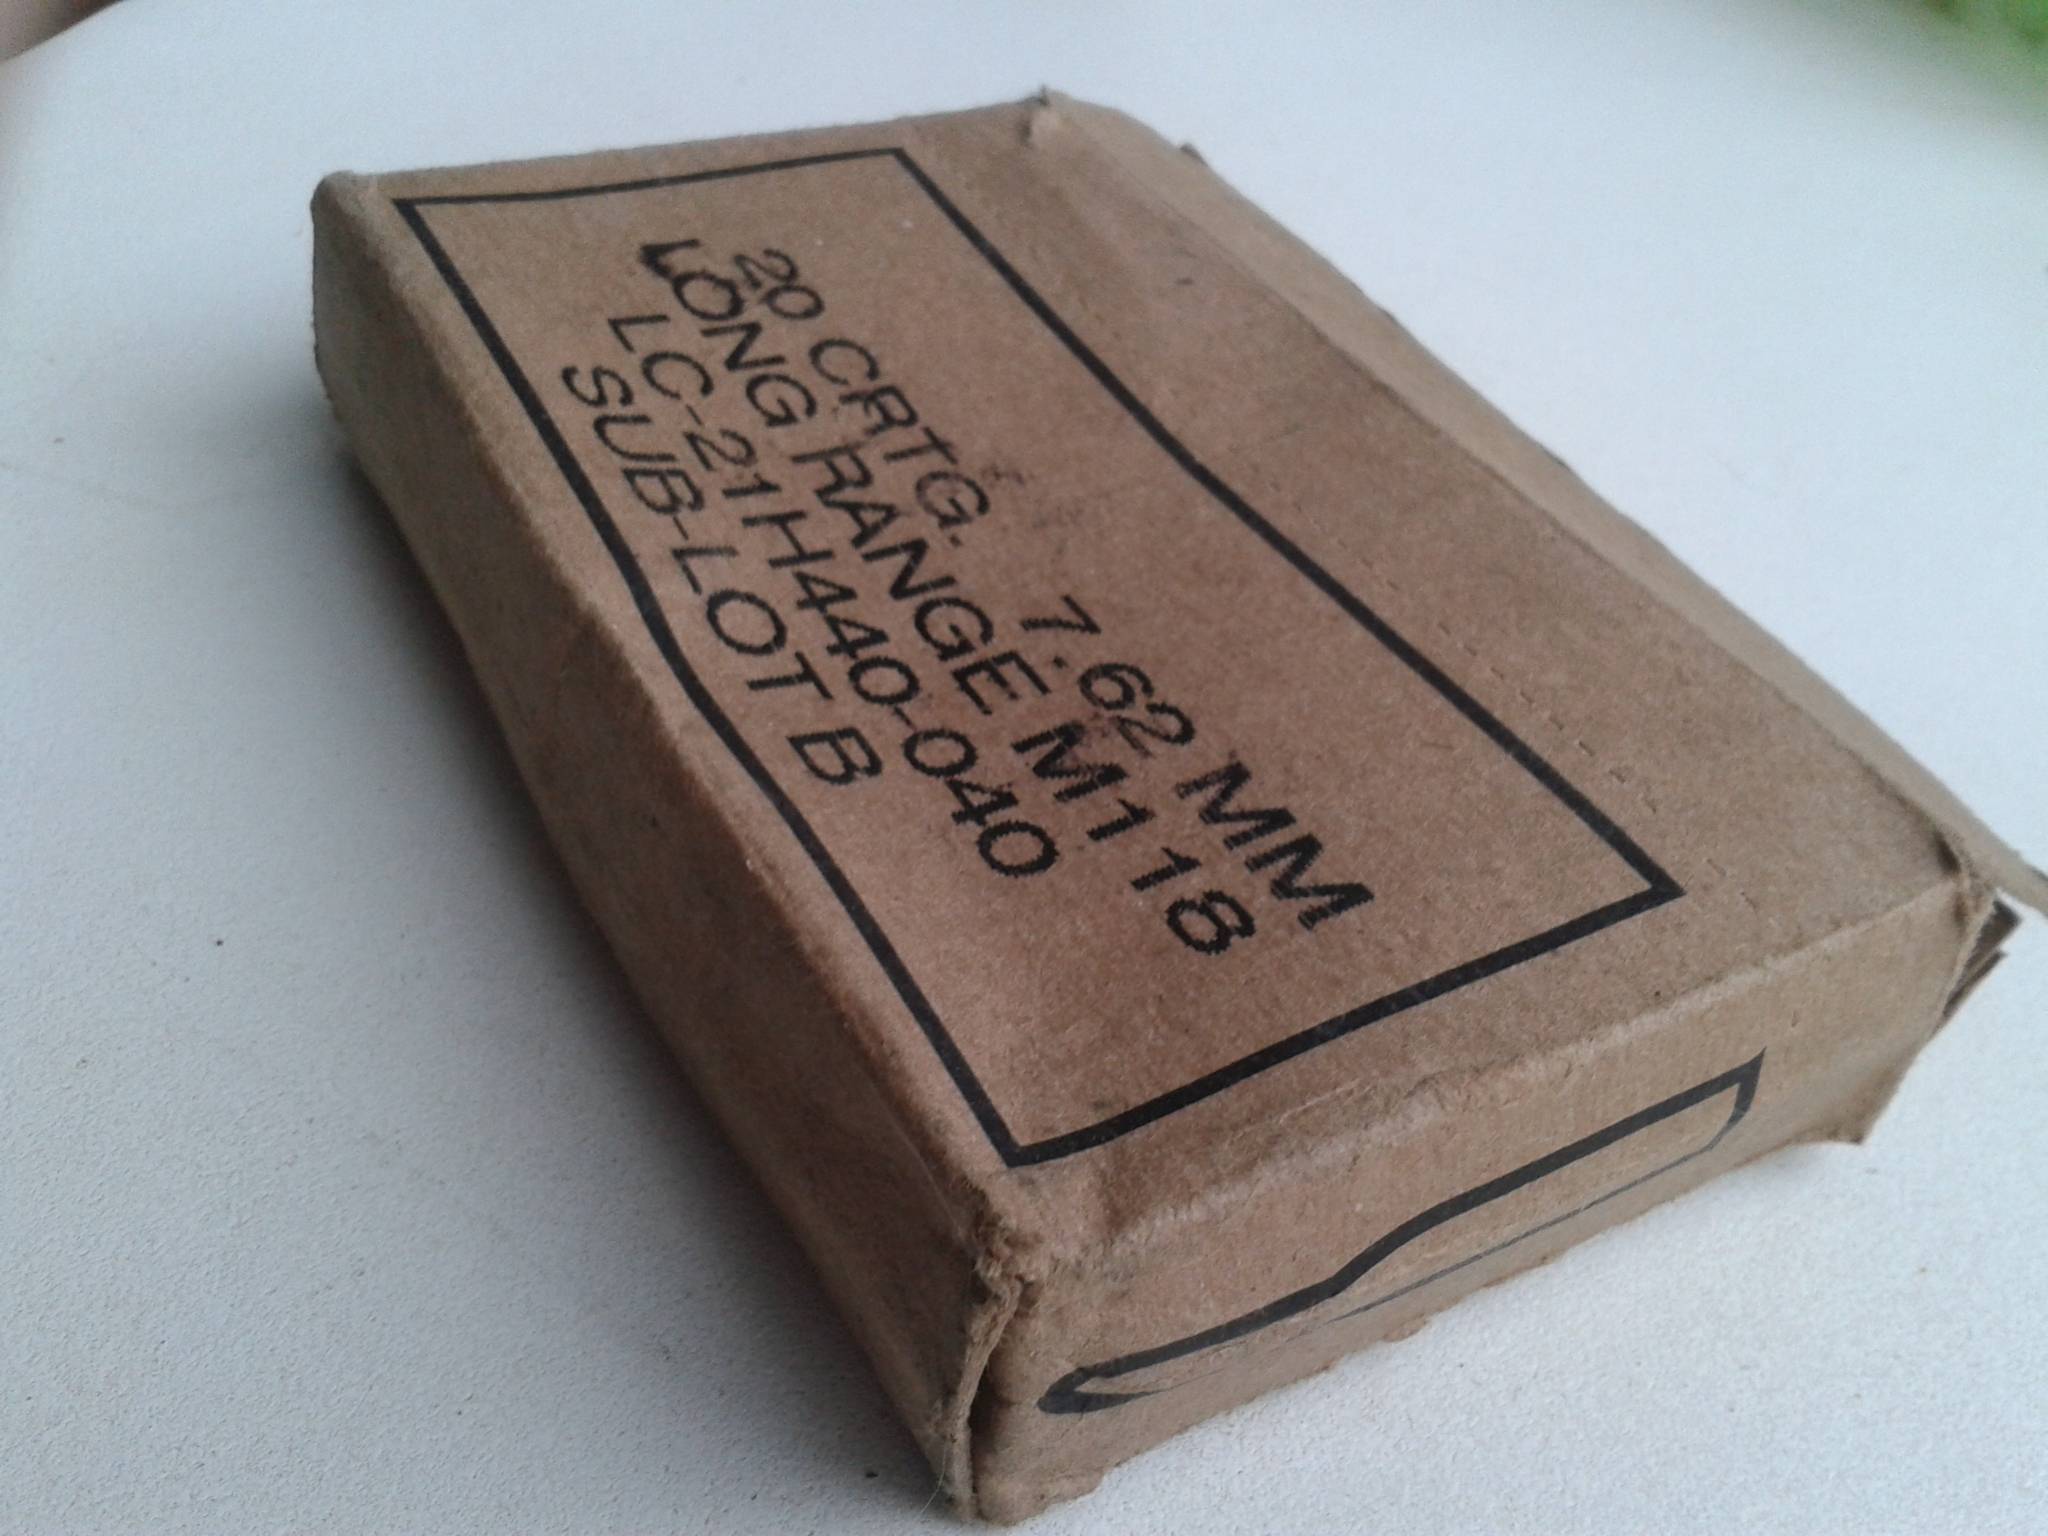 20 CRTG. 7.62 MM
LONG RANGE M118
LC-21H440-040
SUB-LOT B